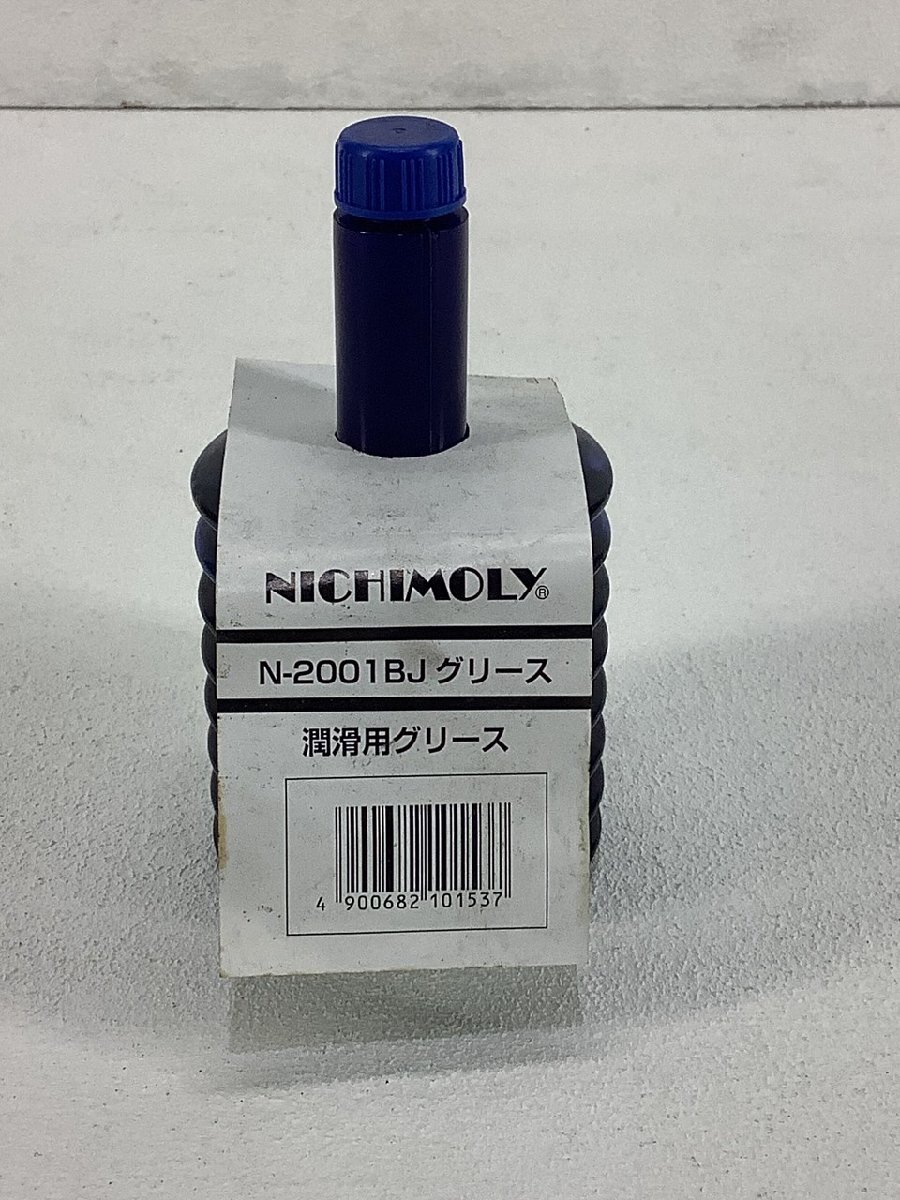 NICHIMOLY®
N-2001BJ グリース
潤滑用グリース
4 900682 101537